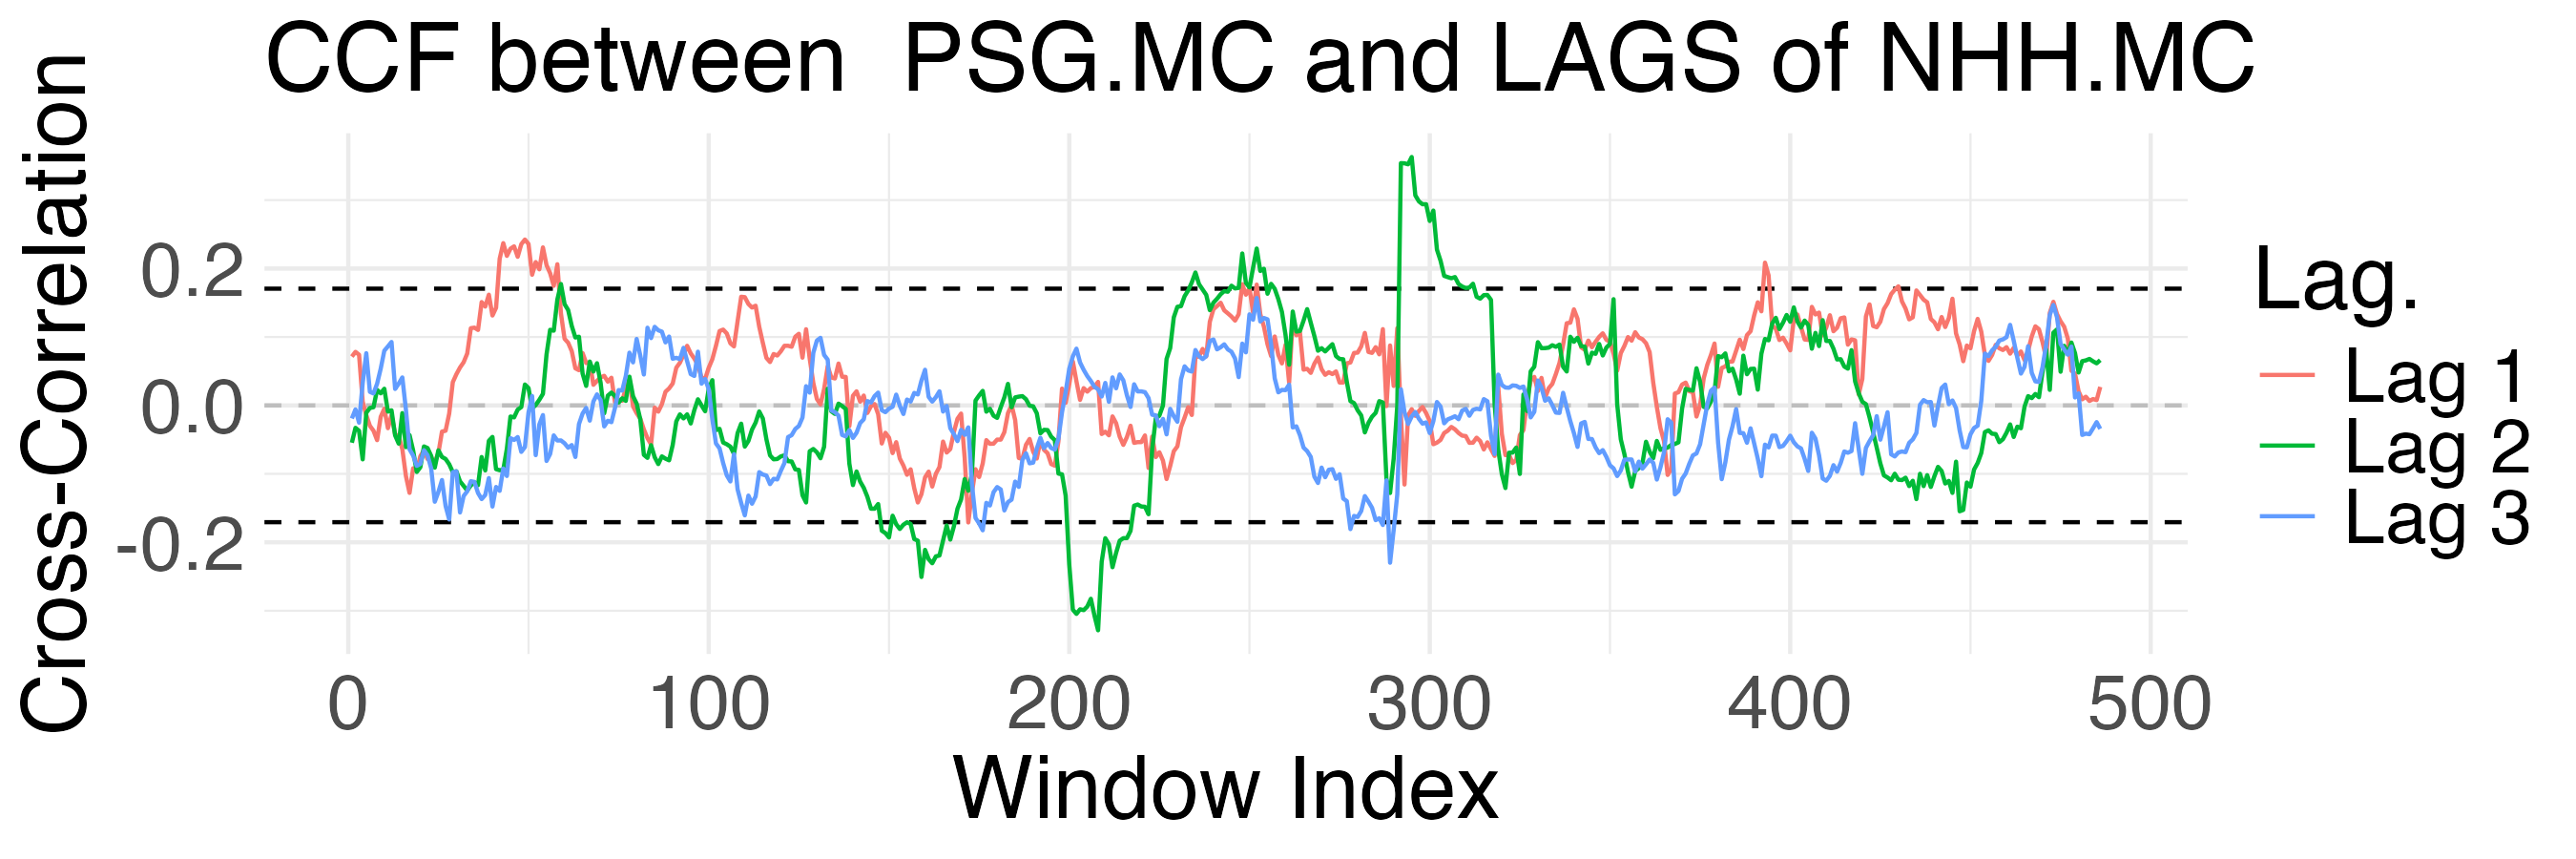 CCF between  PSG.MC and LAGS of NHH.MC
Cross-Correlation
0.2
0.0
-0.2
0
100
200
300
400
500
Window Index
Lag.
Lag 1
Lag 2
Lag 3